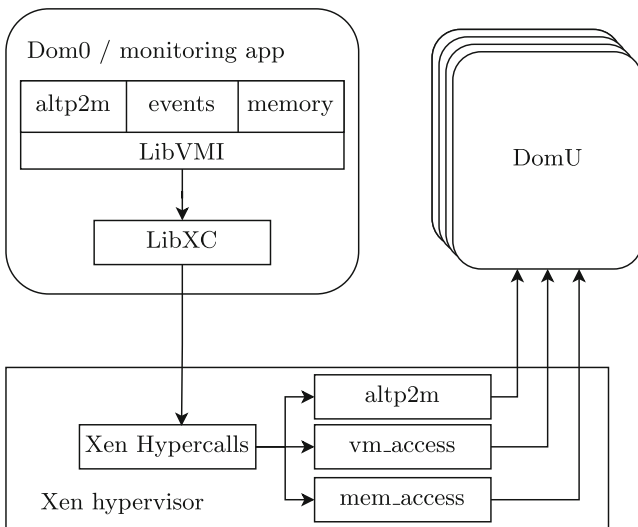 Dom0 / monitoring app
altp2m events memory
LibVMI
LibXC
DomU
altp2m
Xen Hypercalls vm_access
mem_access
Xen hypervisor